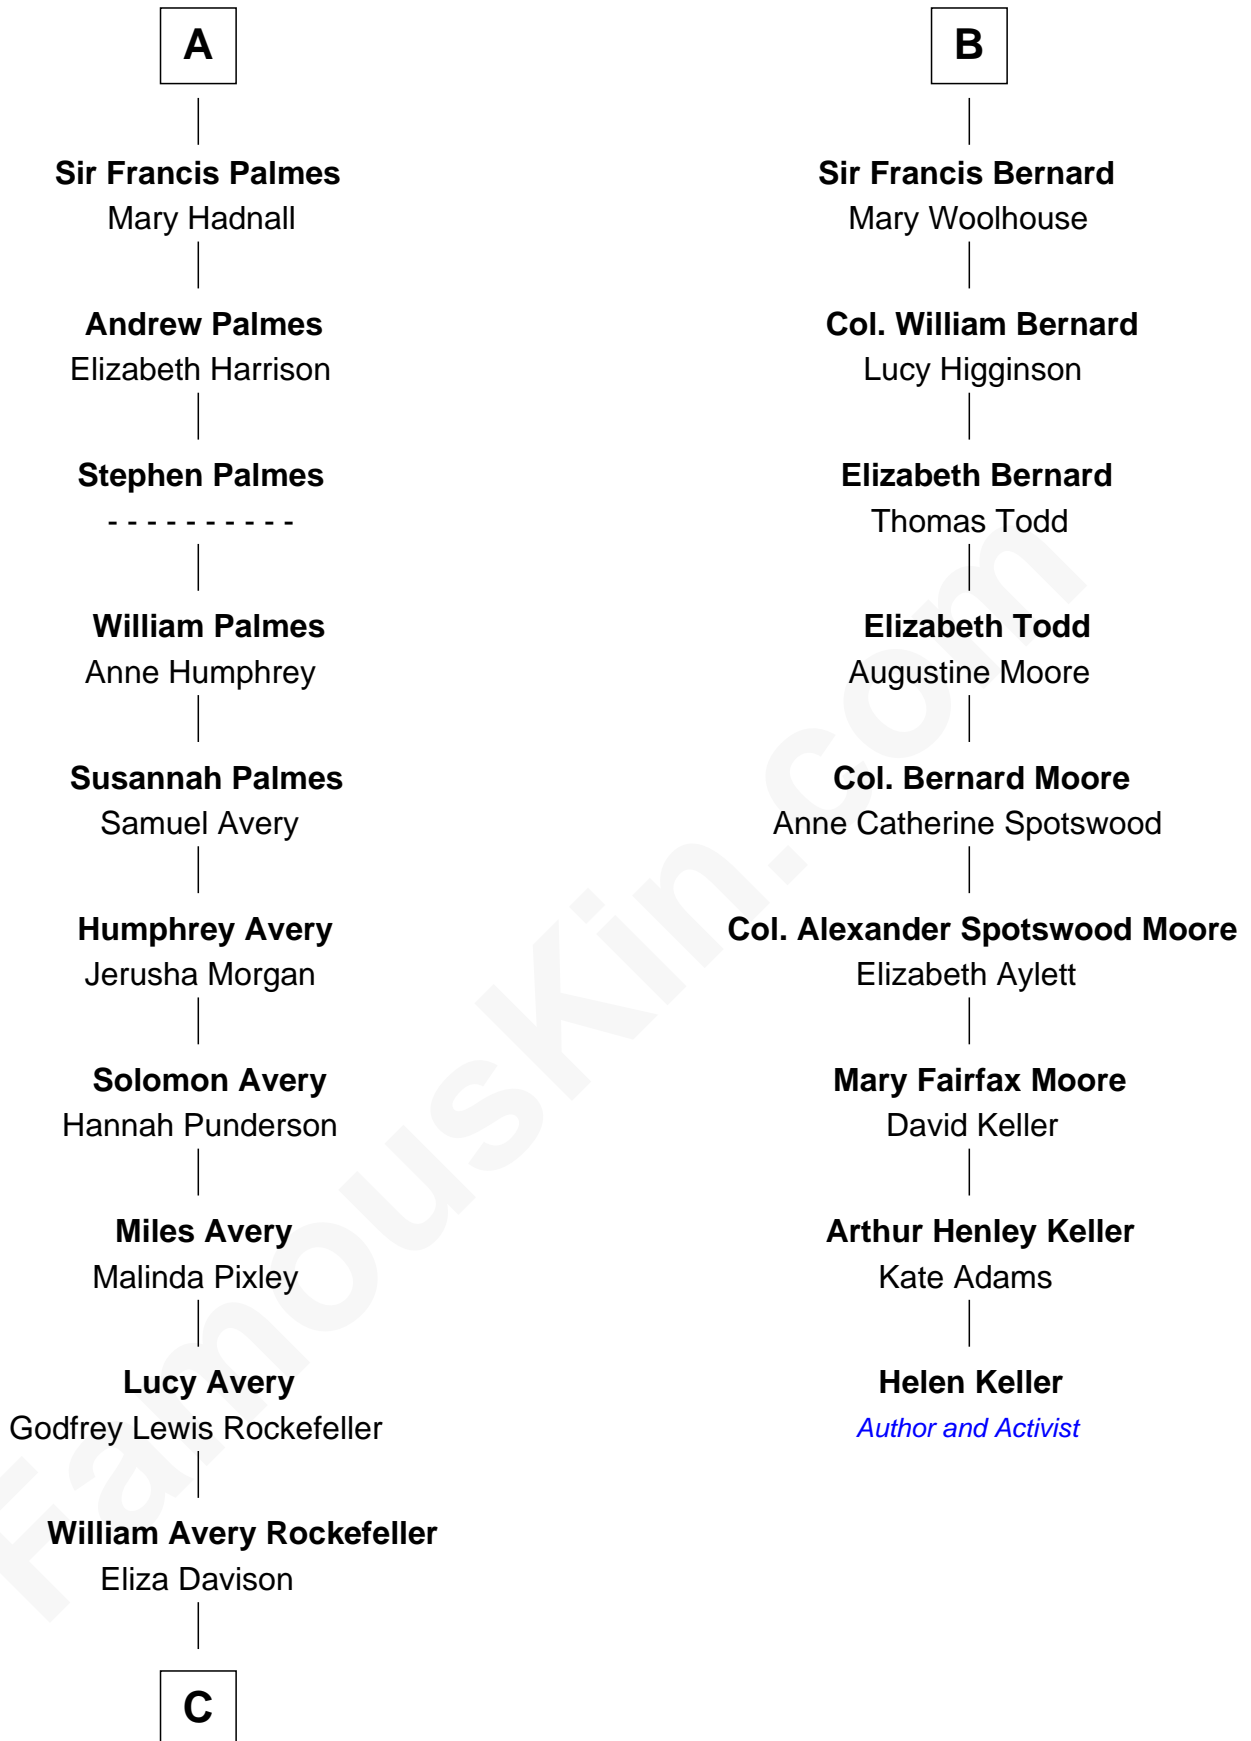 A
Sir Francis Palmes
Mary Hadnall
Andrew Palmes
Elizabeth Harrison
Stephen Palmes
- - - - - - - - - -
William Palmes
Anne Humphrey
Susannah Palmes
Samuel Avery
Humphrey Avery
Jerusha Morgan
Solomon Avery
Hannah Punderson
Miles Avery
Malinda Pixley
Lucy Avery
Godfrey Lewis Rockefeller
William Avery Rockefeller
Eliza Davison
C
B
Sir Francis Bernard
Mary Woolhouse
Col. William Bernard
Lucy Higginson
Elizabeth Bernard
Thomas Todd
Elizabeth Todd
Augustine Moore
Col. Bernard Moore
Anne Catherine Spotswood
Col. Alexander Spotswood Moore
Elizabeth Aylett
Mary Fairfax Moore
David Keller
Arthur Henley Keller
Kate Adams
Helen Keller
Author and Activist
FamousKin.com